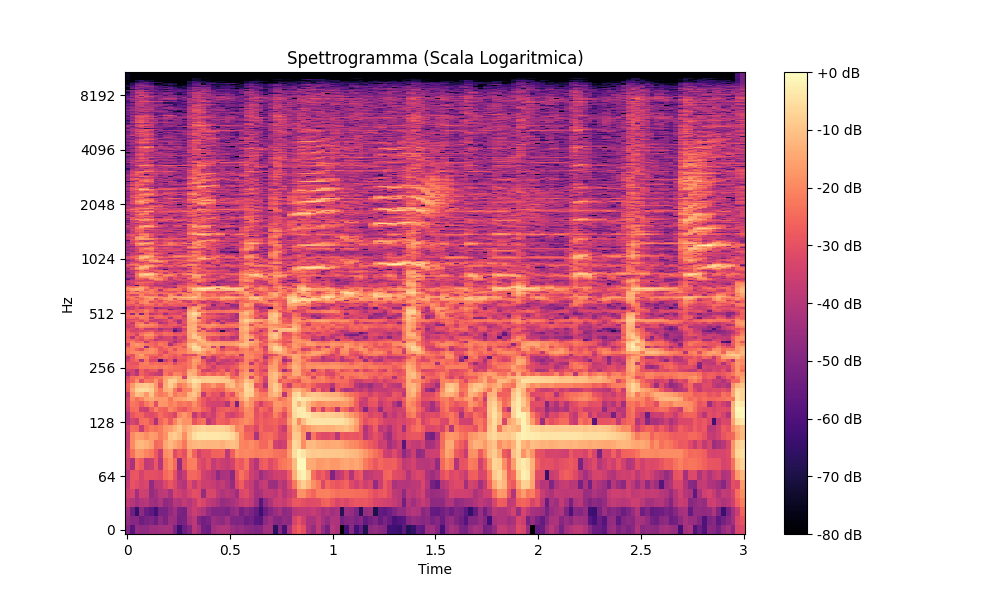 Spettrogramma (Scala Logaritmica)
Hz
8192
4096
2048
1024
512
256
128
64
0
0 0.5 1 1.5 2 2.5 3
Time
+0 dB
-10 dB
-20 dB
-30 dB
-40 dB
-50 dB
-60 dB
-70 dB
-80 dB